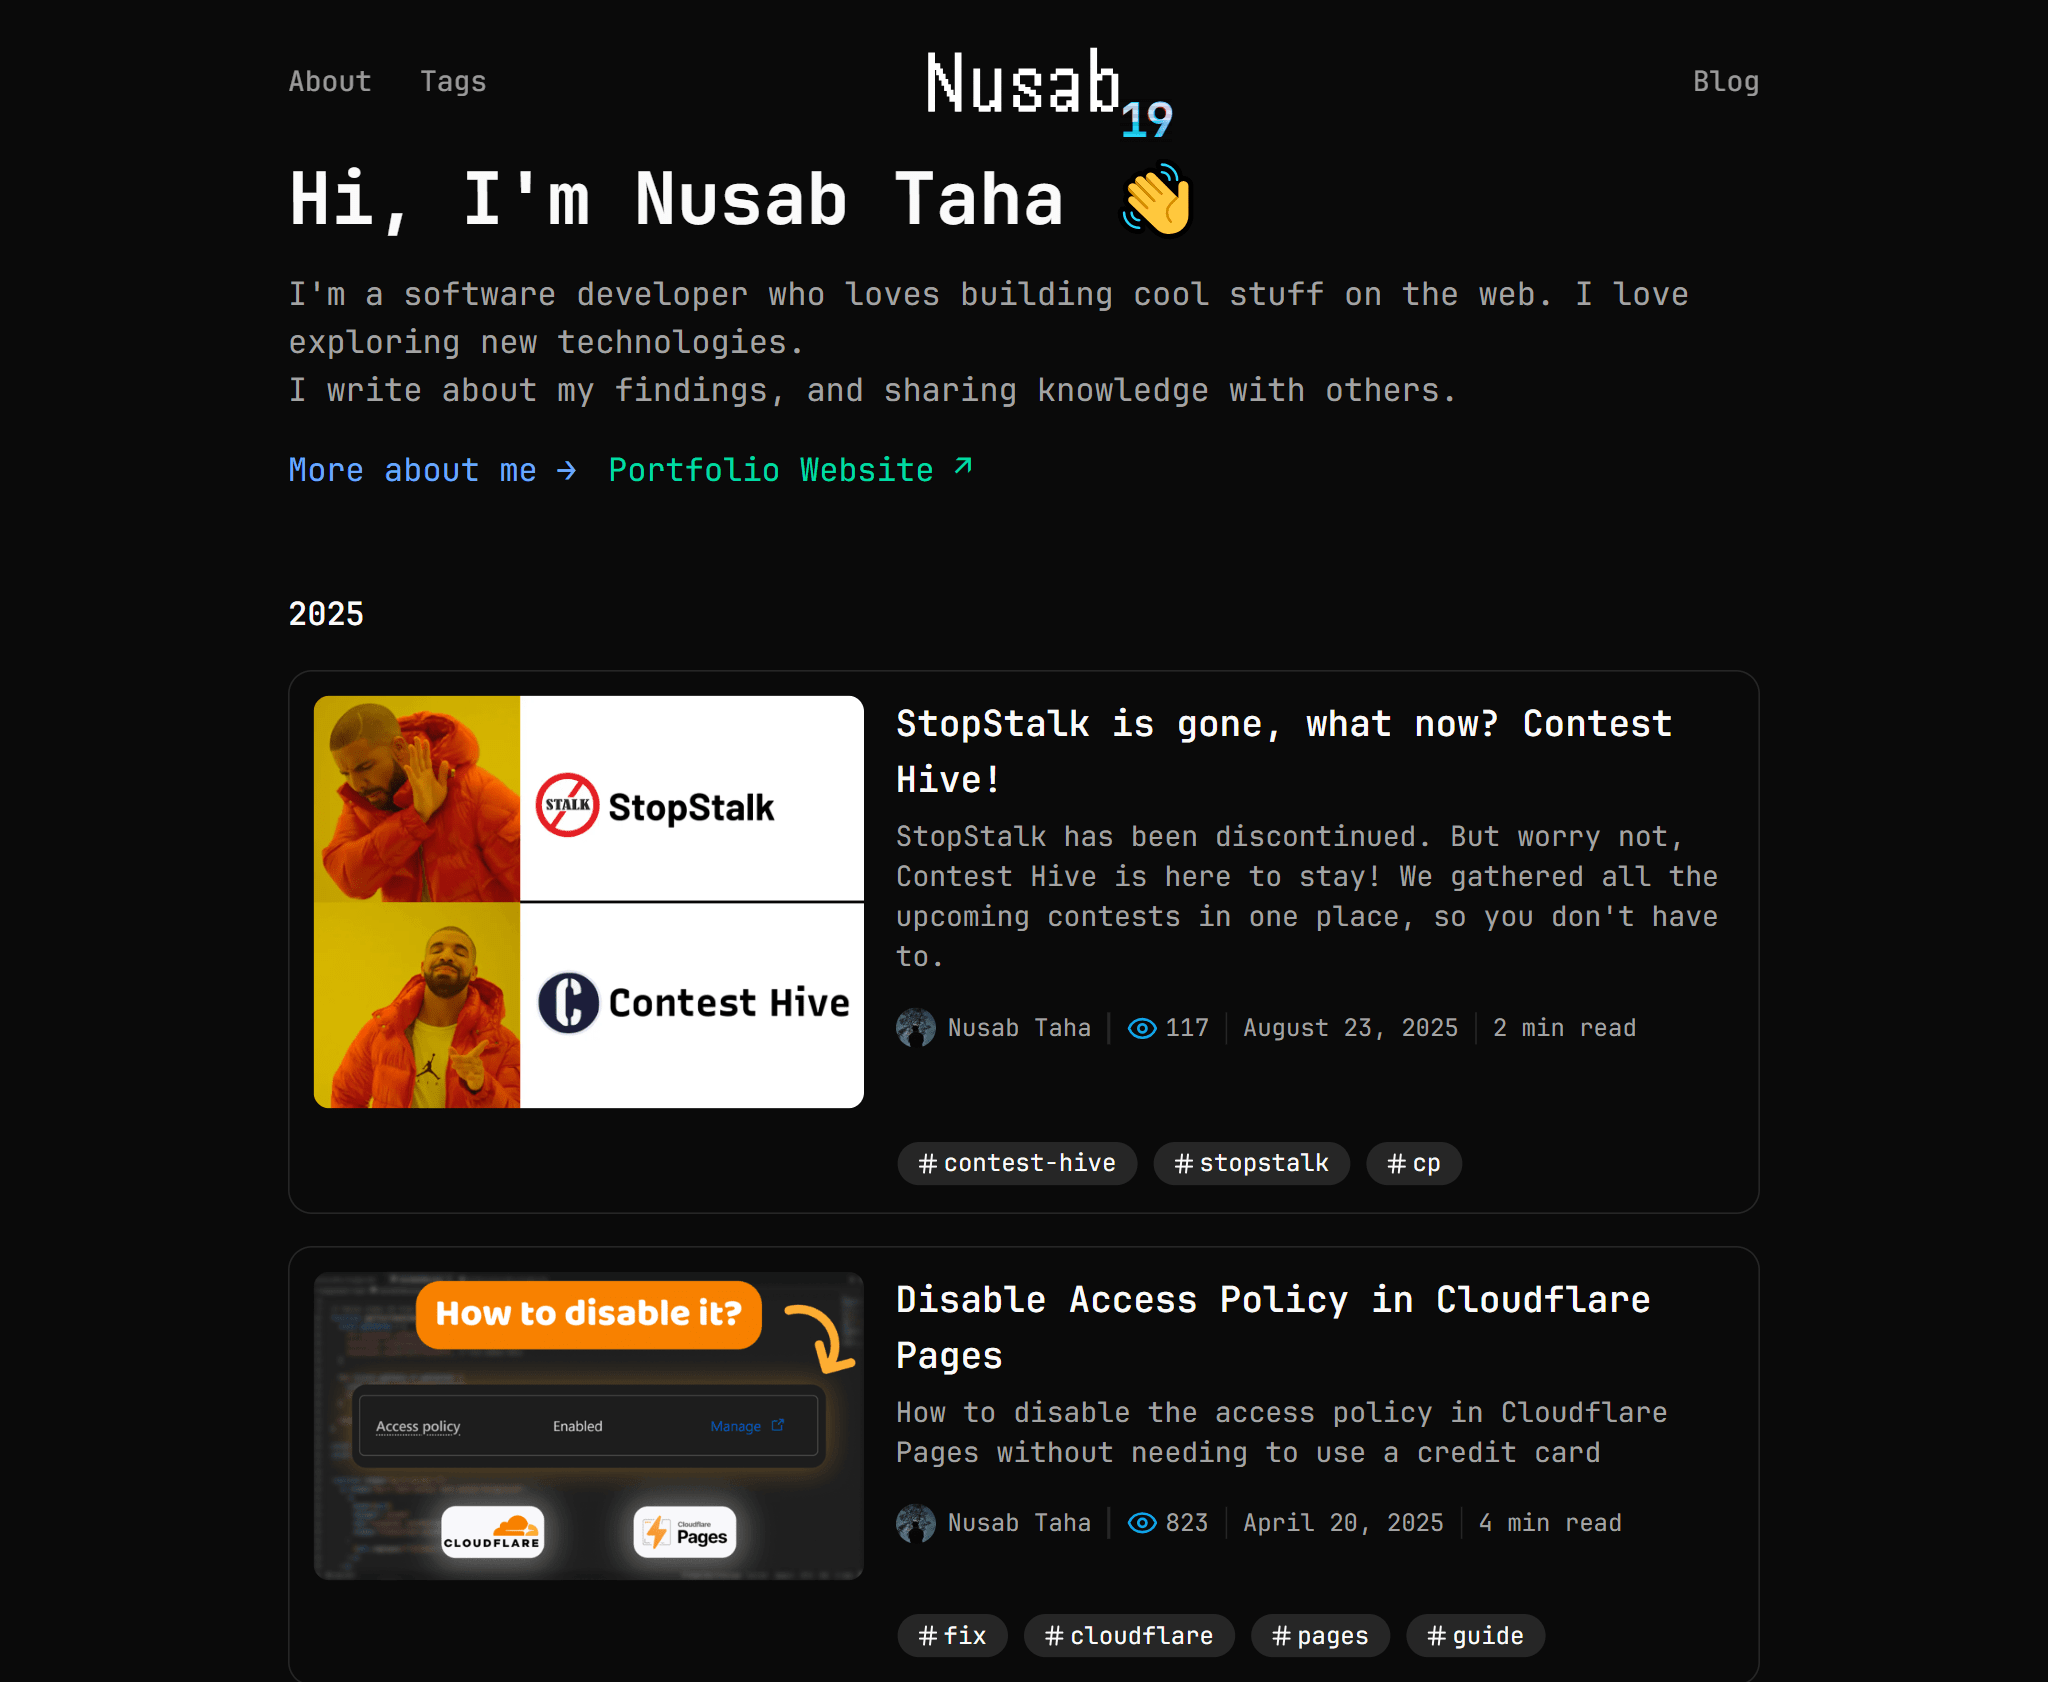 About Tags Nusab19 Blog
Hi, I'm Nusab Taha 👋
I'm a software developer who loves building cool stuff on the web. I love
exploring new technologies.
I write about my findings, and sharing knowledge with others.
More about me → Portfolio Website ↗
2025
STALK StopStalk
Contest Hive
StopStalk is gone, what now? Contest
Hive!
StopStalk has been discontinued. But worry not,
Contest Hive is here to stay! We gathered all the
upcoming contests in one place, so you don't have
to.
Nusab Taha 117 August 23, 2025 2 min read
#contest-hive #stopstalk #cp
How to disable it?
Access policy Enabled Manage
CLOUDFLARE
Cloudflare
Pages
Disable Access Policy in Cloudflare
Pages
How to disable the access policy in Cloudflare
Pages without needing to use a credit card
Nusab Taha 823 April 20, 2025 4 min read
#fix #cloudflare #pages #guide